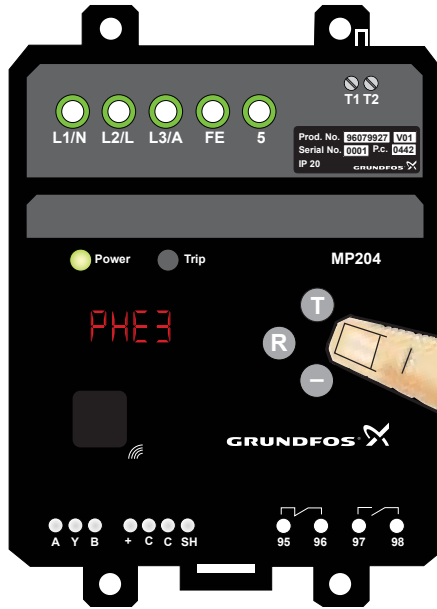 T1 T2
L1/N L2/L L3/A FE 5
Prod. No. 96079927 V01
Serial No. 0001 P.c. 0442
IP 20 GRUNDFOS
Power Trip MP204
PHE3
T
R
−
GRUNDFOS
A Y B + C C SH 95 96 97 98